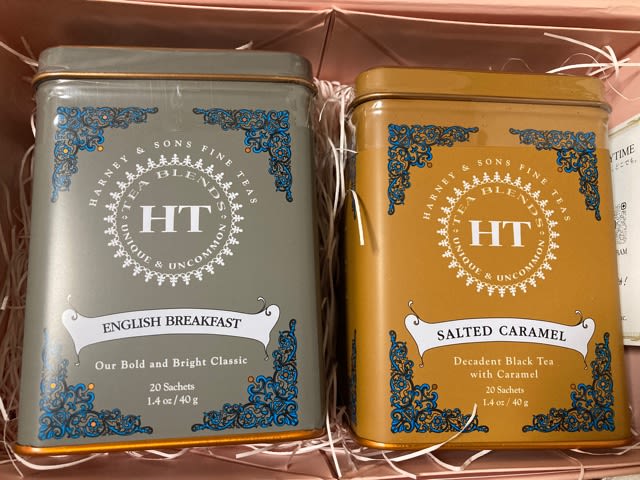 HARNEY & SONS FINE TEAS
TEA BLENDS
HT
UNIQUE & UNCOMMON
ENGLISH BREAKFAST
Our Bold and Bright Classic
20 Sachets
1.4 oz / 40 g
HARNEY & SONS FINE TEAS
TEA BLENDS
HT
UNIQUE & UNCOMMON
SALTED CARAMEL
Decadent Black Tea
with Caramel
20 Sachets
1.4 oz / 40 g